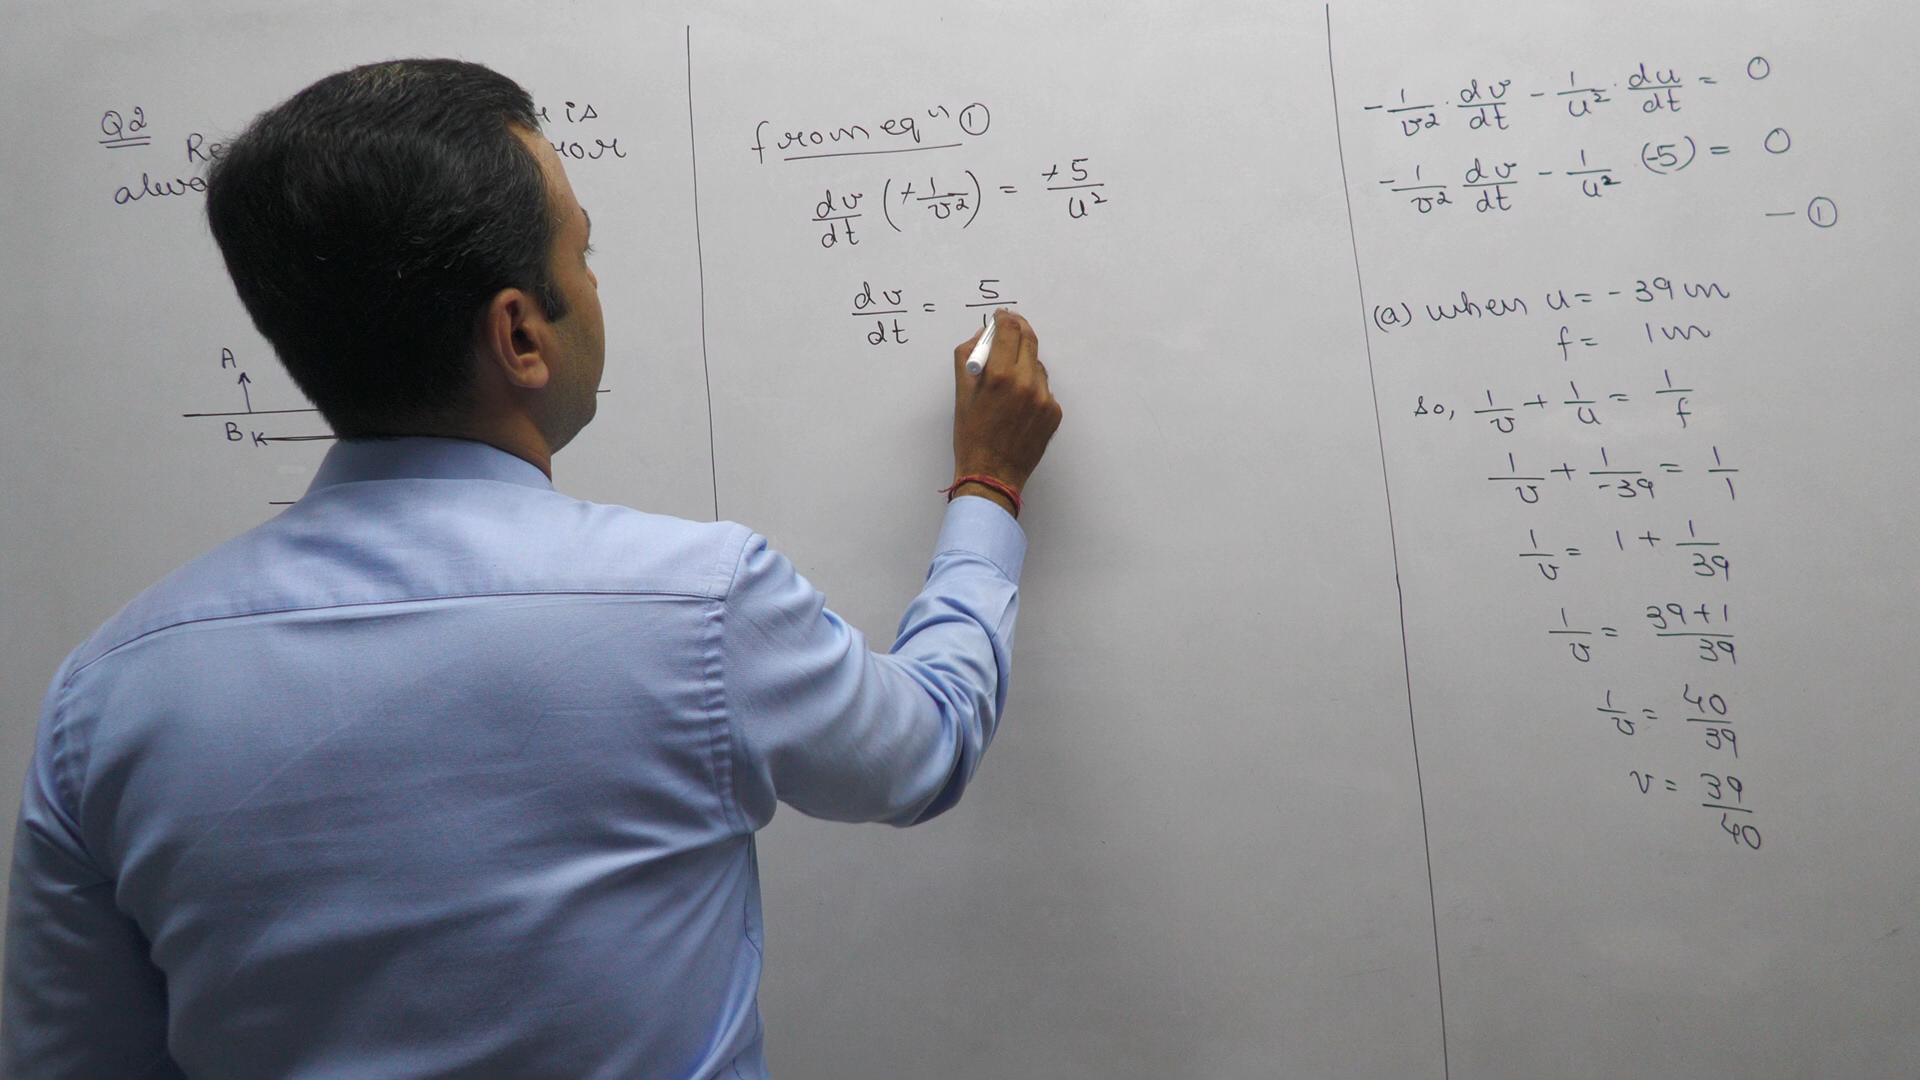 Q2
is
alwa
A
B
from eqⁿ ①
dv/dt (+1/v²) = +5/u²
dv/dt = 5/
-1/v² · dv/dt - 1/u² · du/dt = 0
-1/v² dv/dt - 1/u² (-5) = 0
- ①
(a) when u = -39m
f = 1m
so, 1/v + 1/u = 1/f
1/v + 1/-39 = 1/1
1/v = 1 + 1/39
1/v = 39+1/39
1/v = 40/39
v = 39/40